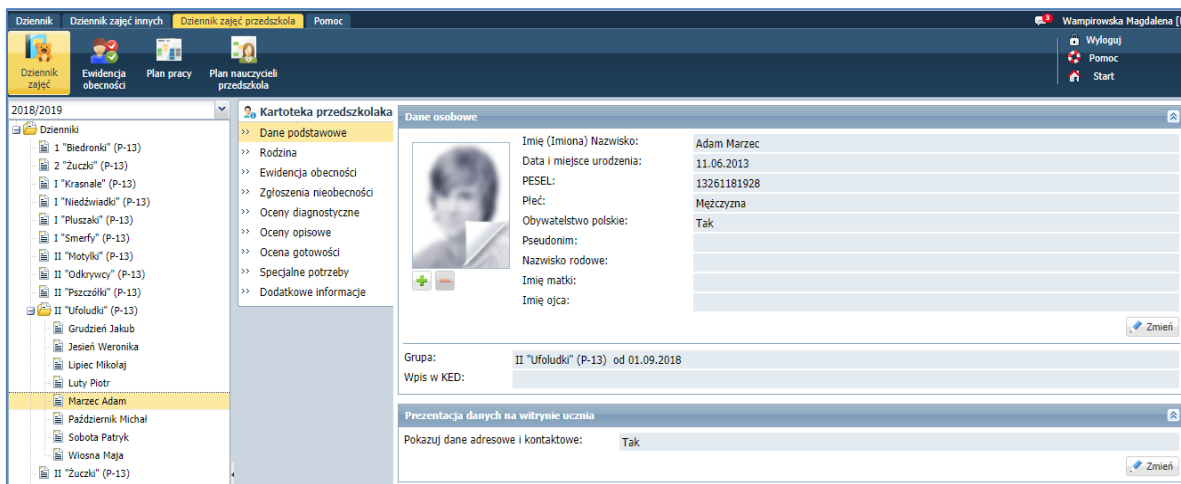 Dziennik Dziennik zajęć innych Dziennik zajęć przedszkola Pomoc
3 Wampirowska Magdalena [
Wyloguj
Pomoc
Start
Dziennik zajęć
Ewidencja obecności
Plan pracy
Plan nauczycieli przedszkola
2018/2019
Dzienniki
1 "Biedronki" (P-13)
2 "Żuczki" (P-13)
I "Krasnale" (P-13)
I "Niedźwiadki" (P-13)
I "Pluszaki" (P-13)
I "Smerfy" (P-13)
II "Motylki" (P-13)
II "Odkrywcy" (P-13)
II "Pszczółki" (P-13)
II "Ufoludki" (P-13)
Grudzień Jakub
Jesień Weronika
Lipiec Mikołaj
Luty Piotr
Marzec Adam
Październik Michał
Sobota Patryk
Wiosna Maja
II "Żuczki" (P-13)
Kartoteka przedszkolaka
Dane podstawowe
Rodzina
Ewidencja obecności
Zgłoszenia nieobecności
Oceny diagnostyczne
Oceny opisowe
Ocena gotowości
Specjalne potrzeby
Dodatkowe informacje
Dane osobowe
Imię (Imiona) Nazwisko: Adam Marzec
Data i miejsce urodzenia: 11.06.2013
PESEL: 13261181928
Płeć: Mężczyzna
Obywatelstwo polskie: Tak
Pseudonim:
Nazwisko rodowe:
Imię matki:
Imię ojca:
Zmień
Grupa: II "Ufoludki" (P-13) od 01.09.2018
Wpis w KED:
Prezentacja danych na witrynie ucznia
Pokazuj dane adresowe i kontaktowe: Tak
Zmień